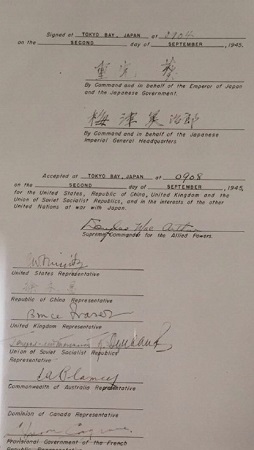 Signed at TOKYO BAY, JAPAN at 0904
on the SECOND day of SEPTEMBER, 1945.
重光 葵
By Command and in behalf of the Emperor of Japan
and the Japanese Government.
梅津美治郎
By Command and in behalf of the Japanese
Imperial General Headquarters.
Accepted at TOKYO BAY, JAPAN at 0908
on the SECOND day of SEPTEMBER, 1945,
for the United States, Republic of China, United Kingdom and the
Union of Soviet Socialist Republics, and in the interests of the other
United Nations at war with Japan.
Douglas MacArthur
Supreme Commander for the Allied Powers.
CW Nimitz
United States Representative
Republic of China Representative
Bruce Fraser
United Kingdom Representative
Union of Soviet Socialist Republics
Representative
T.A. Blamey
Commonwealth of Australia Representative
Dominion of Canada Representative
Provisional Government of the French
Republic Representative